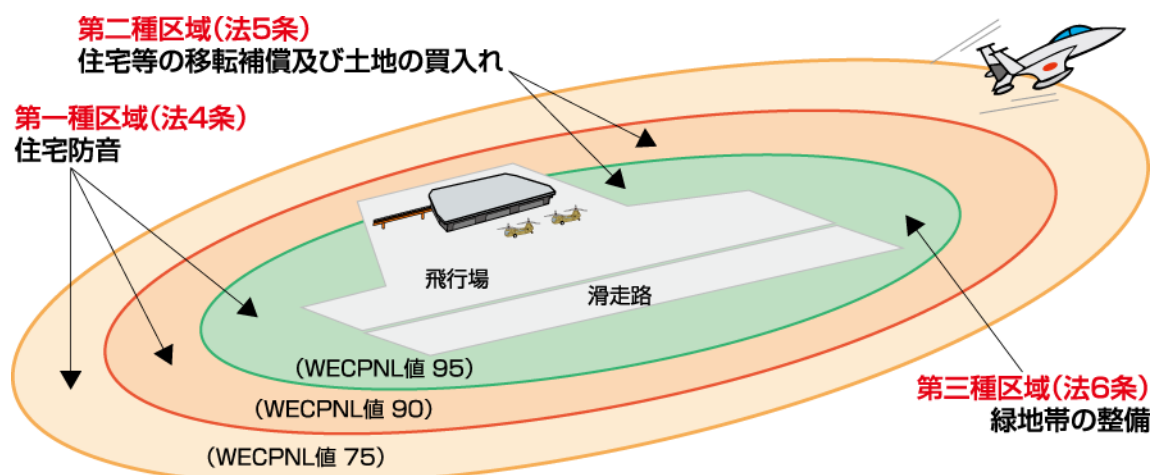 第二種区域(法5条)
住宅等の移転補償及び土地の買入れ
第一種区域(法4条)
住宅防音
飛行場
滑走路
(WECPNL値 95)
(WECPNL値 90)
(WECPNL値 75)
第三種区域(法6条)
緑地帯の整備